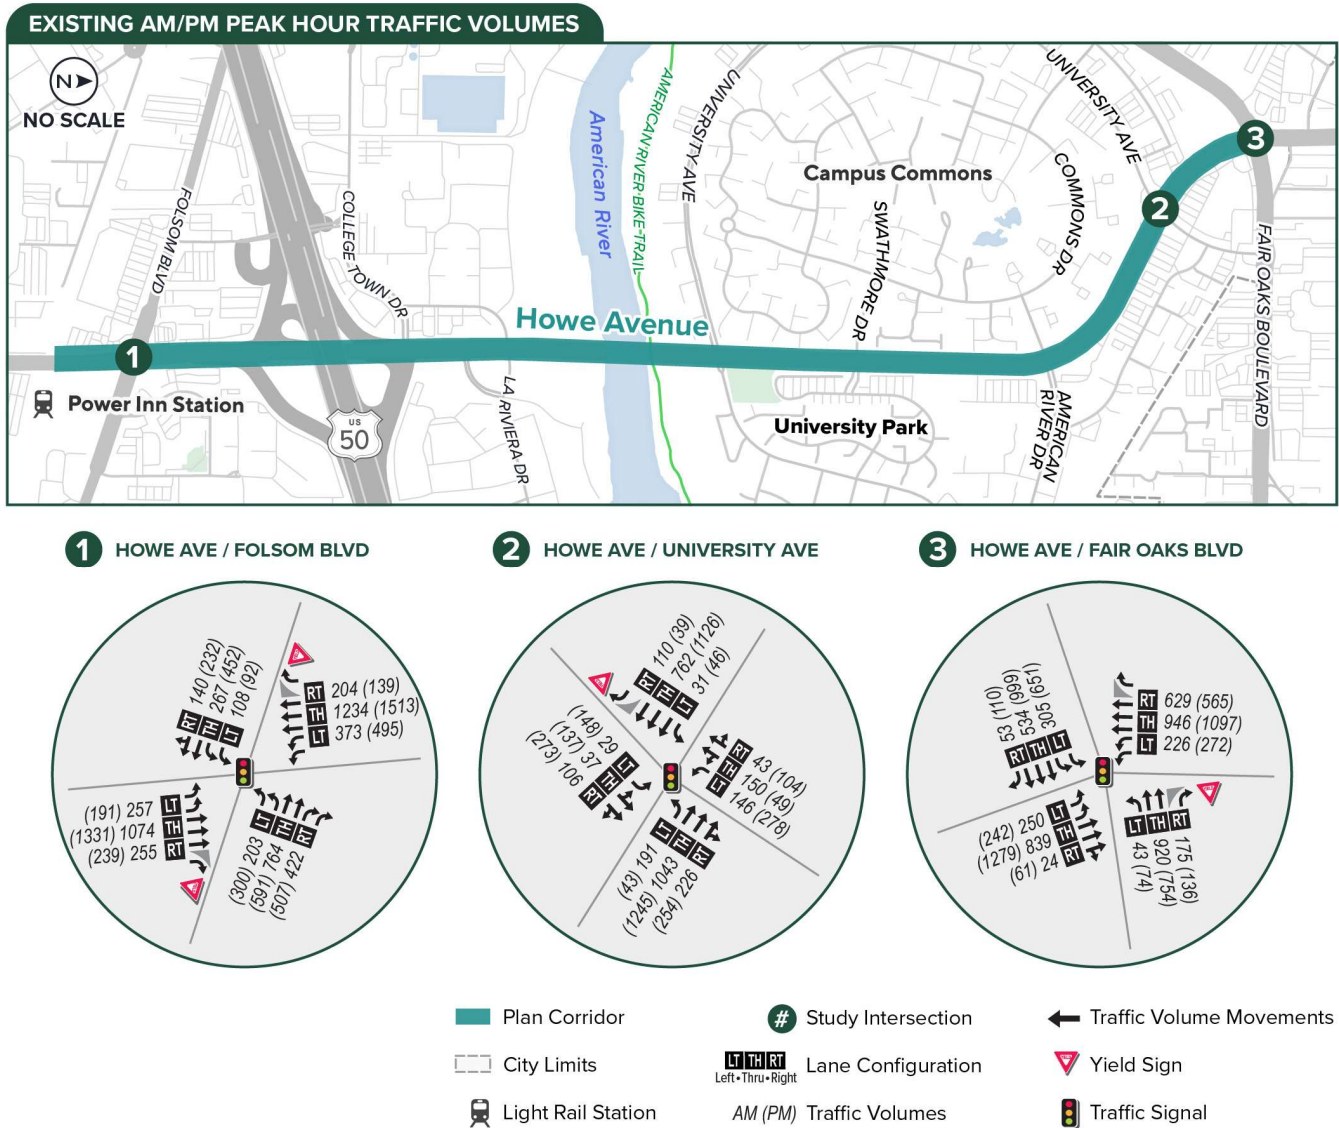 EXISTING AM/PM PEAK HOUR TRAFFIC VOLUMES
N
NO SCALE
FOLSOM BLVD
COLLEGE TOWN DR
American River
AMERICAN RIVER BIKE TRAIL
UNIVERSITY AVE
Campus Commons
SWATHMORE DR
COMMONS DR
UNIVERSITY AVE
FAIR OAKS BOULEVARD
Howe Avenue
1
2
3
Power Inn Station
US
50
LA RIVIERA DR
University Park
AMERICAN
RIVER DR
1 HOWE AVE / FOLSOM BLVD
RT 140 (232)
TH 267 (452)
LT 108 (92)
RT 204 (139)
TH 1234 (1513)
LT 373 (495)
(191) 257 LT
(1331) 1074 TH
(239) 255 RT
(300) 203 LT
(591) 764 TH
(507) 422 RT
2 HOWE AVE / UNIVERSITY AVE
RT 110 (39)
TH 762 (1126)
LT 31 (46)
(148) 29 LT
(137) 37 TH
(273) 106 RT
RT 43 (104)
TH 150 (49)
LT 146 (278)
(43) 191 LT
(1245) 1043 TH
(254) 226 RT
3 HOWE AVE / FAIR OAKS BLVD
RT 53 (110)
TH 534 (999)
LT 305 (651)
RT 629 (565)
TH 946 (1097)
LT 226 (272)
(242) 250 LT
(1279) 839 TH
(61) 24 RT
LT 43 (74)
TH 920 (754)
RT 175 (136)
Plan Corridor
# Study Intersection
Traffic Volume Movements
City Limits
LT TH RT
Left•Thru•Right
Lane Configuration
Yield Sign
Light Rail Station
AM (PM) Traffic Volumes
Traffic Signal